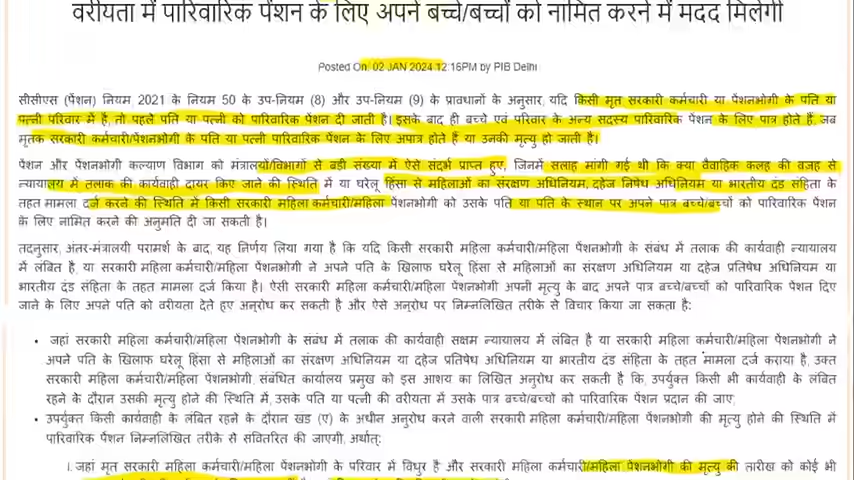 वरीयता में पारिवारिक पेंशन के लिए अपने बच्चे/बच्चों को नामित करने में मदद मिलेगी
Posted On: 02 JAN 2024 12:16PM by PIB Delhi
सीसीएस (पेंशन) नियम, 2021 के नियम 50 के उप-नियम (8) और उप-नियम (9) के प्रावधानों के अनुसार, यदि किसी मृत सरकारी कर्मचारी या पेंशनभोगी के पति या
पत्नी परिवार में है, तो पहले पति या पत्नी को पारिवारिक पेंशन दी जाती है। इसके बाद ही बच्चे एवं परिवार के अन्य सदस्य पारिवारिक पेंशन के लिए पात्र होते हैं, जब
मृतक सरकारी कर्मचारी/पेंशनभोगी के पति या पत्नी पारिवारिक पेंशन के लिए अपात्र होते हैं या उनकी मृत्यु हो जाती है।
पेंशन और पेंशनभोगी कल्याण विभाग को मंत्रालयों/विभागों से बड़ी संख्या में ऐसे संदर्भ प्राप्त हुए, जिनमें सलाह मांगी गई थी कि क्या वैवाहिक कलह की वजह से
न्यायालय में तलाक की कार्यवाही दायर किए जाने की स्थिति में या घरेलू हिंसा से महिलाओं का संरक्षण अधिनियम, दहेज निषेध अधिनियम या भारतीय दंड संहिता के
तहत मामला दर्ज करने की स्थिति में किसी सरकारी महिला कर्मचारी/महिला पेंशनभोगी को उसके पति या पति के स्थान पर अपने पात्र बच्चे/बच्चों को पारिवारिक पेंशन
के लिए नामित करने की अनुमति दी जा सकती है।
तदनुसार, अंतर-मंत्रालयी परामर्श के बाद, यह निर्णय लिया गया है कि यदि किसी सरकारी महिला कर्मचारी/महिला पेंशनभोगी के संबंध में तलाक की कार्यवाही न्यायालय
में लंबित है, या सरकारी महिला कर्मचारी/महिला पेंशनभोगी ने अपने पति के खिलाफ घरेलू हिंसा से महिलाओं का संरक्षण अधिनियम या दहेज प्रतिषेध अधिनियम या
भारतीय दंड संहिता के तहत मामला दर्ज किया है। ऐसी सरकारी महिला कर्मचारी/महिला पेंशनभोगी अपनी मृत्यु के बाद अपने पात्र बच्चे/बच्चों को पारिवारिक पेंशन दिए
जाने के लिए अपने पति को वरीयता देते हुए अनुरोध कर सकती है और ऐसे अनुरोध पर निम्नलिखित तरीके से विचार किया जा सकता है:
• जहां सरकारी महिला कर्मचारी/महिला पेंशनभोगी के संबंध में तलाक की कार्यवाही सक्षम न्यायालय में लंबित है या सरकारी महिला कर्मचारी/महिला पेंशनभोगी ने
अपने पति के खिलाफ घरेलू हिंसा से महिलाओं का संरक्षण अधिनियम या दहेज प्रतिषेध अधिनियम या भारतीय दंड संहिता के तहत मामला दर्ज कराया है, उक्त
सरकारी महिला कर्मचारी/महिला पेंशनभोगी, संबंधित कार्यालय प्रमुख को इस आशय का लिखित अनुरोध कर सकती है कि, उपर्युक्त किसी भी कार्यवाही के लंबित
रहने के दौरान उसकी मृत्यु होने की स्थिति में, उसके पति या पत्नी की वरीयता में उसके पात्र बच्चे/बच्चों को पारिवारिक पेंशन प्रदान की जाए,
• उपर्युक्त किसी कार्यवाही के लंबित रहने के दौरान खंड (ए) के अधीन अनुरोध करने वाली सरकारी महिला कर्मचारी/महिला पेंशनभोगी की मृत्यु होने की स्थिति में
पारिवारिक पेंशन निम्नलिखित तरीके से संवितरित की जाएगी, अर्थात्:
i. जहां मृत सरकारी महिला कर्मचारी/महिला पेंशनभोगी के परिवार में विधुर है और सरकारी महिला कर्मचारी/महिला पेंशनभोगी की मृत्यु की तारीख को कोई भी